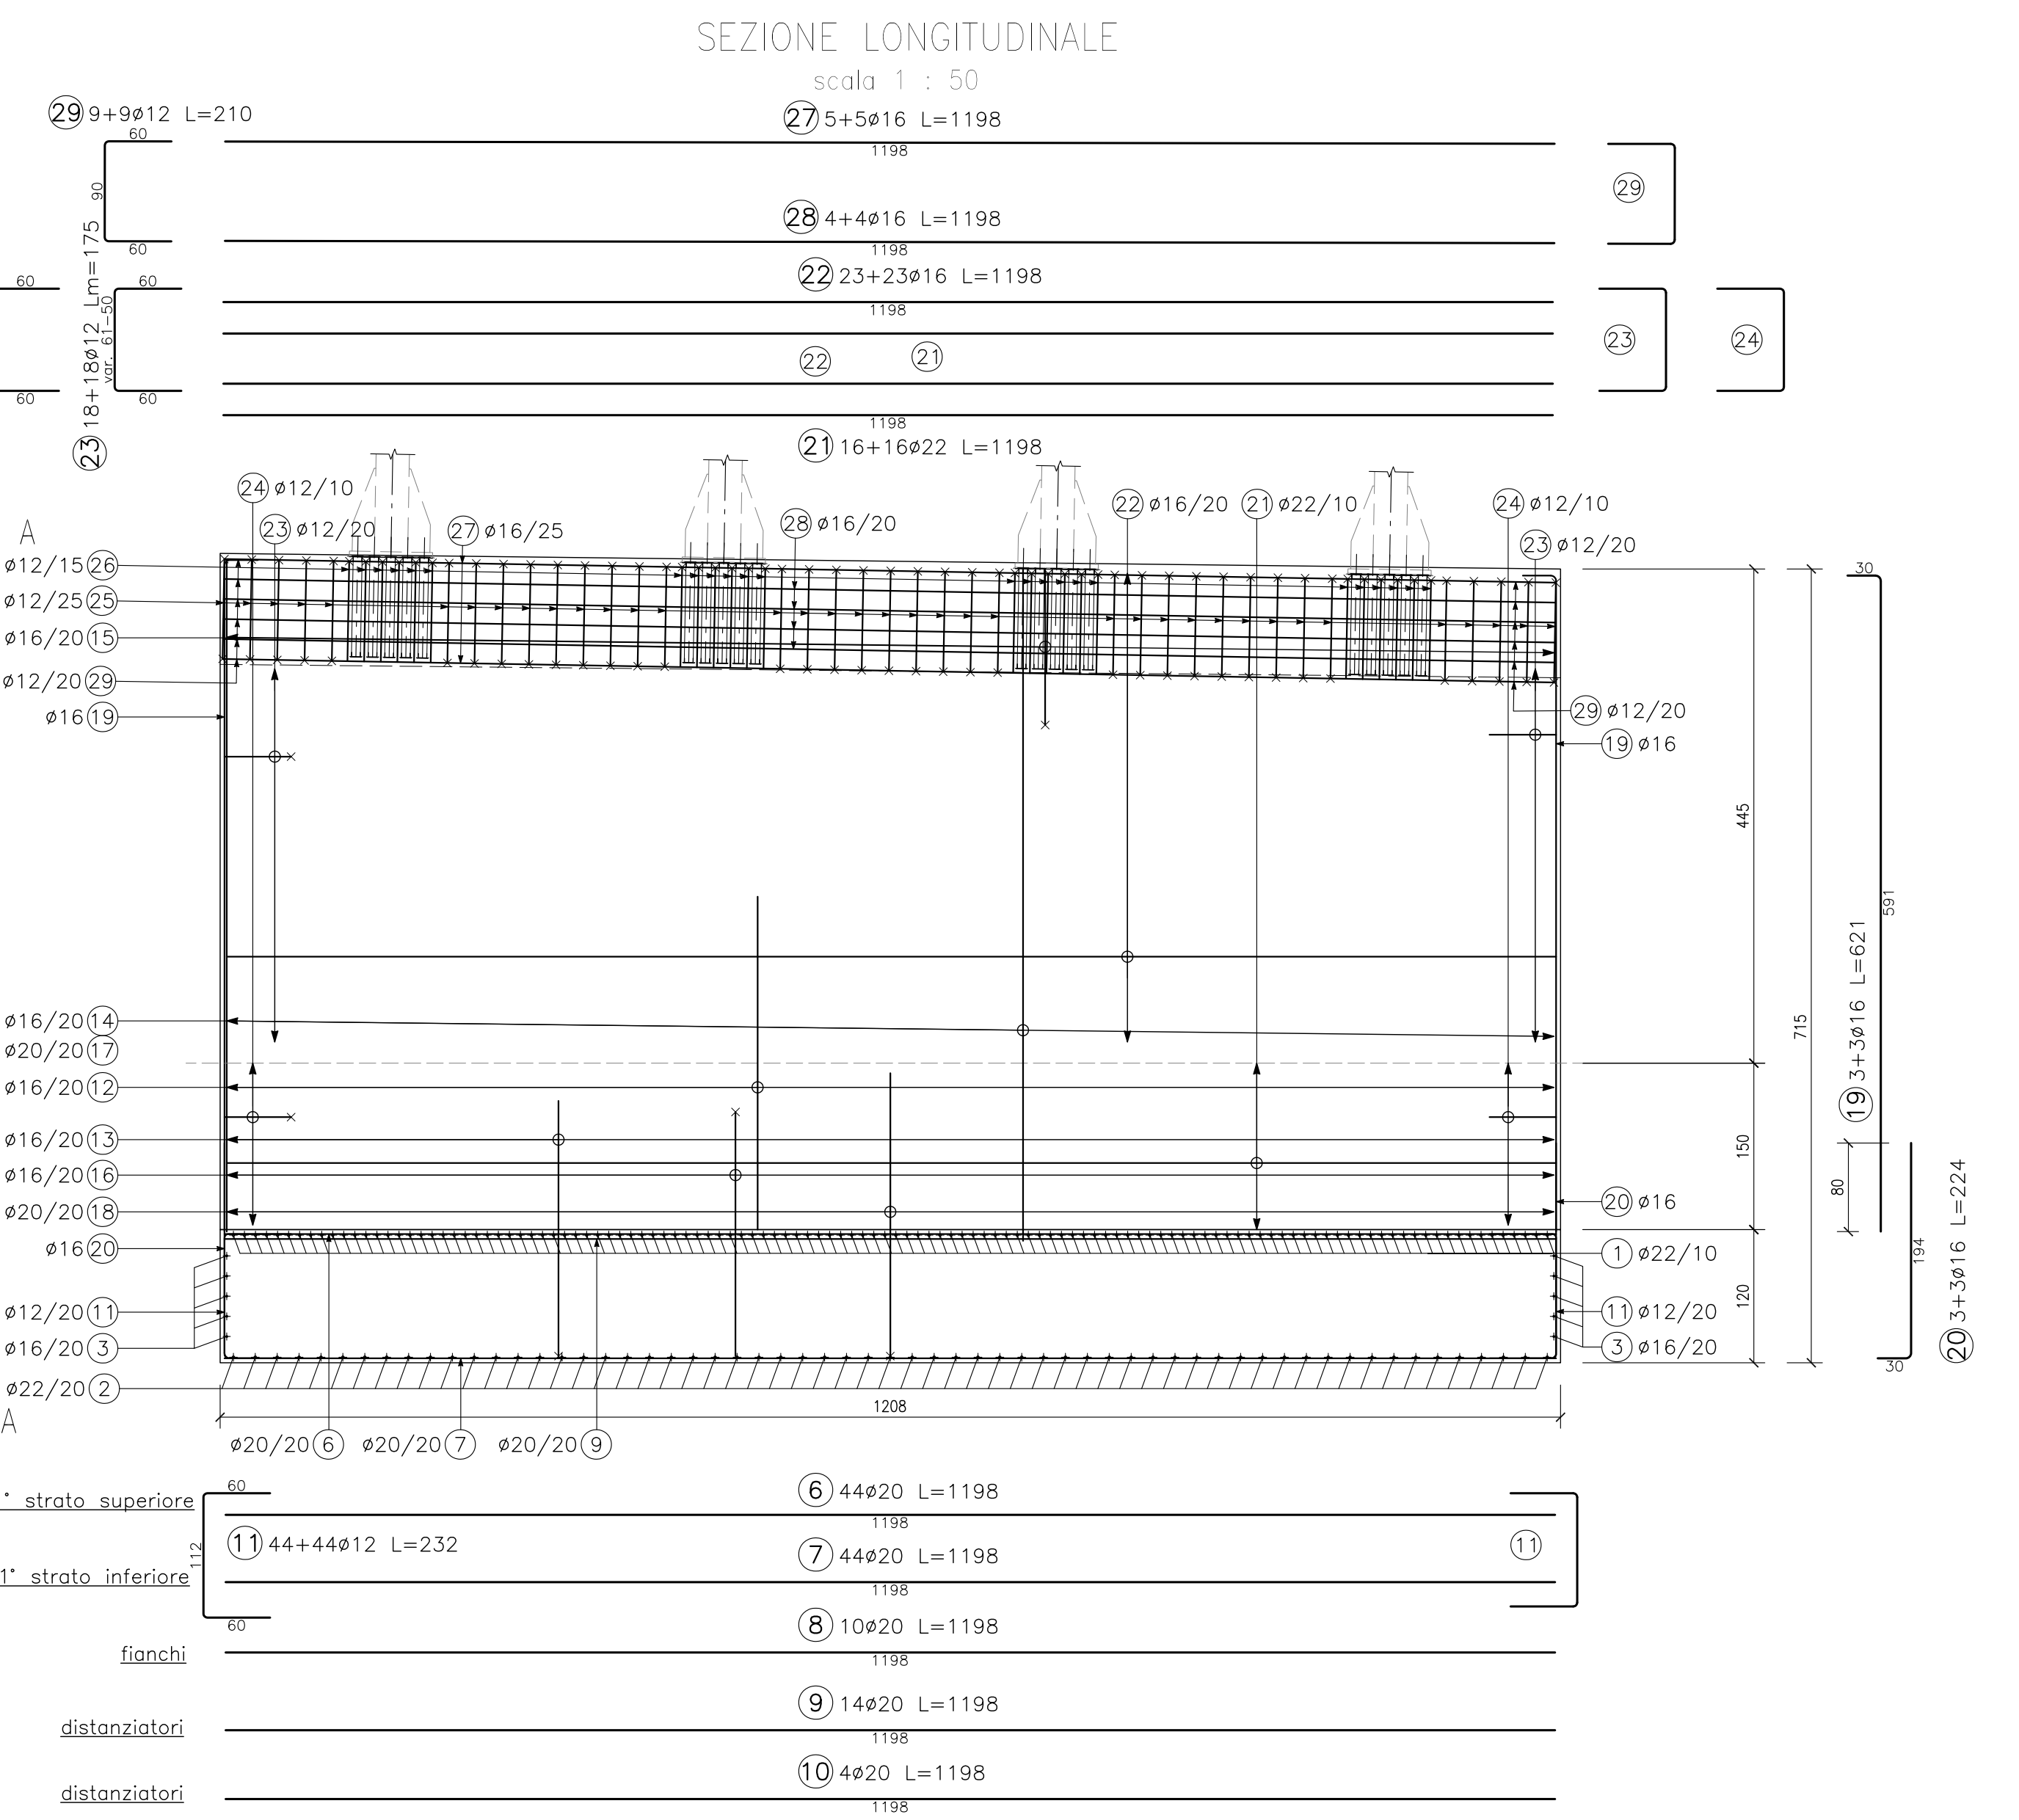 SEZIONE LONGITUDINALE
scala 1 : 50
29 9+9ø12 L=210
60
90
60
27 5+5ø16 L=1198
1198
29
28 4+4ø16 L=1198
1198
22 23+23ø16 L=1198
1198
60
60
60
60
23 18+18ø12 Lm=175
var. 61-50
22
21
23
24
1198
21 16+16ø22 L=1198
24 ø12/10
23 ø12/20
27 ø16/25
28 ø16/20
22 ø16/20
21 ø22/10
24 ø12/10
23 ø12/20
A
ø12/15 26
ø12/25 25
ø16/20 15
ø12/20 29
ø16 19
29 ø12/20
19 ø16
30
445
715
591
19 3+3ø16 L=621
ø16/20 14
ø20/20 17
ø16/20 12
ø16/20 13
ø16/20 16
ø20/20 18
ø16 20
ø12/20 11
ø16/20 3
ø22/20 2
A
150
80
20 ø16
1 ø22/10
120
11 ø12/20
3 ø16/20
194
20 3+3ø16 L=224
30
1208
ø20/20 6
ø20/20 7
ø20/20 9
° strato superiore
60
112
11 44+44ø12 L=232
60
6 44ø20 L=1198
1198
11
1° strato inferiore
7 44ø20 L=1198
1198
fianchi
8 10ø20 L=1198
1198
distanziatori
9 14ø20 L=1198
1198
distanziatori
10 4ø20 L=1198
1198